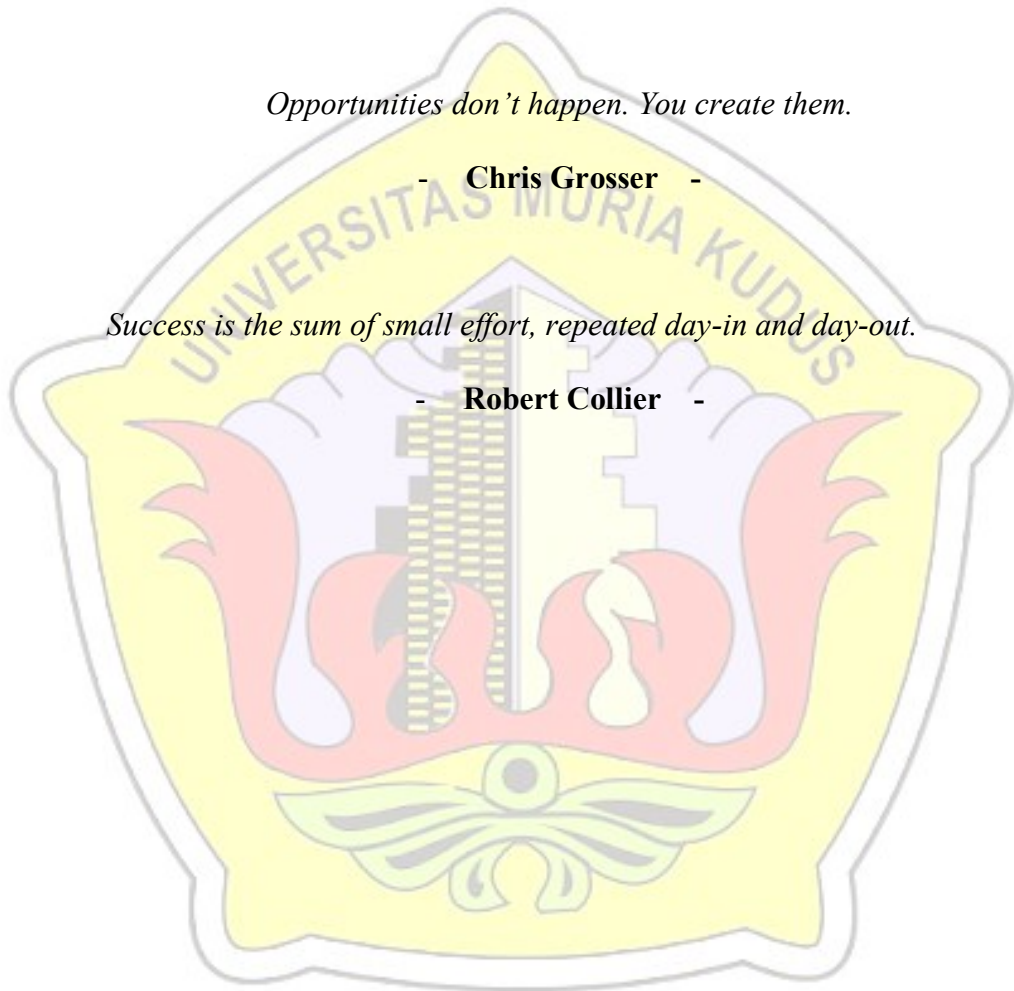 Opportunities don’t happen. You create them.
- Chris Grosser -
UNIVERSITAS MURIA KUDUS
Success is the sum of small effort, repeated day-in and day-out.
- Robert Collier -